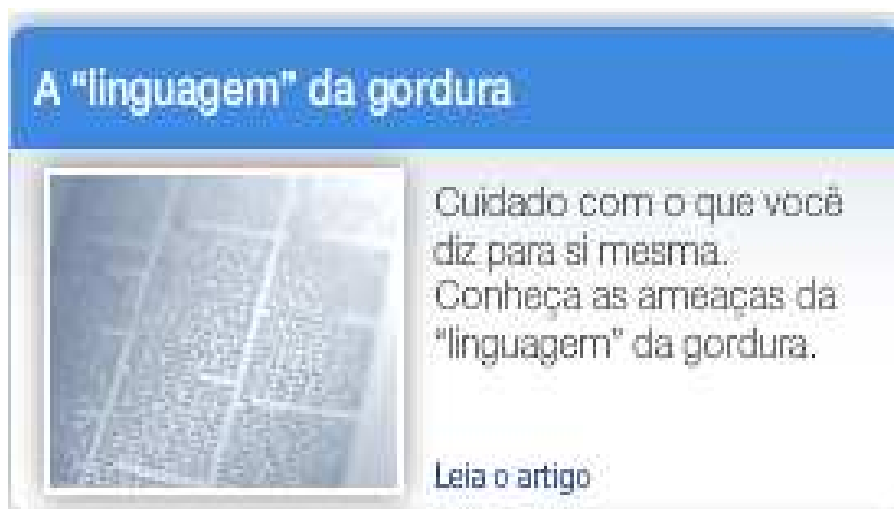 A “linguagem” da gordura
Cuidado com o que você
diz para si mesma.
Conheça as ameaças da
“linguagem” da gordura.
Leia o artigo